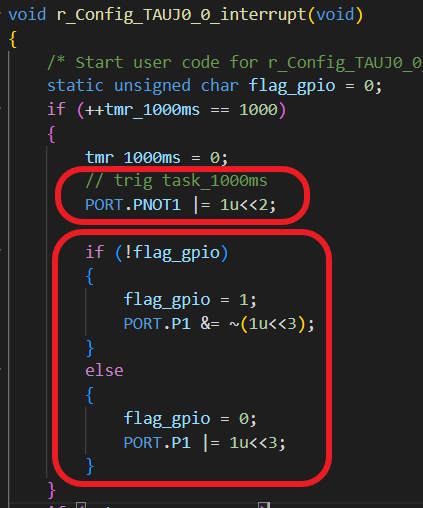 void r_Config_TAUJ0_0_interrupt(void)
{
/* Start user code for r_Config_TAUJ0_0
static unsigned char flag_gpio = 0;
if (++tmr_1000ms == 1000)
{
tmr_1000ms = 0;
// trig task_1000ms
PORT.PNOT1 |= 1u<<2;
if (!flag_gpio)
{
flag_gpio = 1;
PORT.P1 &= ~(1u<<3);
}
else
{
flag_gpio = 0;
PORT.P1 |= 1u<<3;
}
}